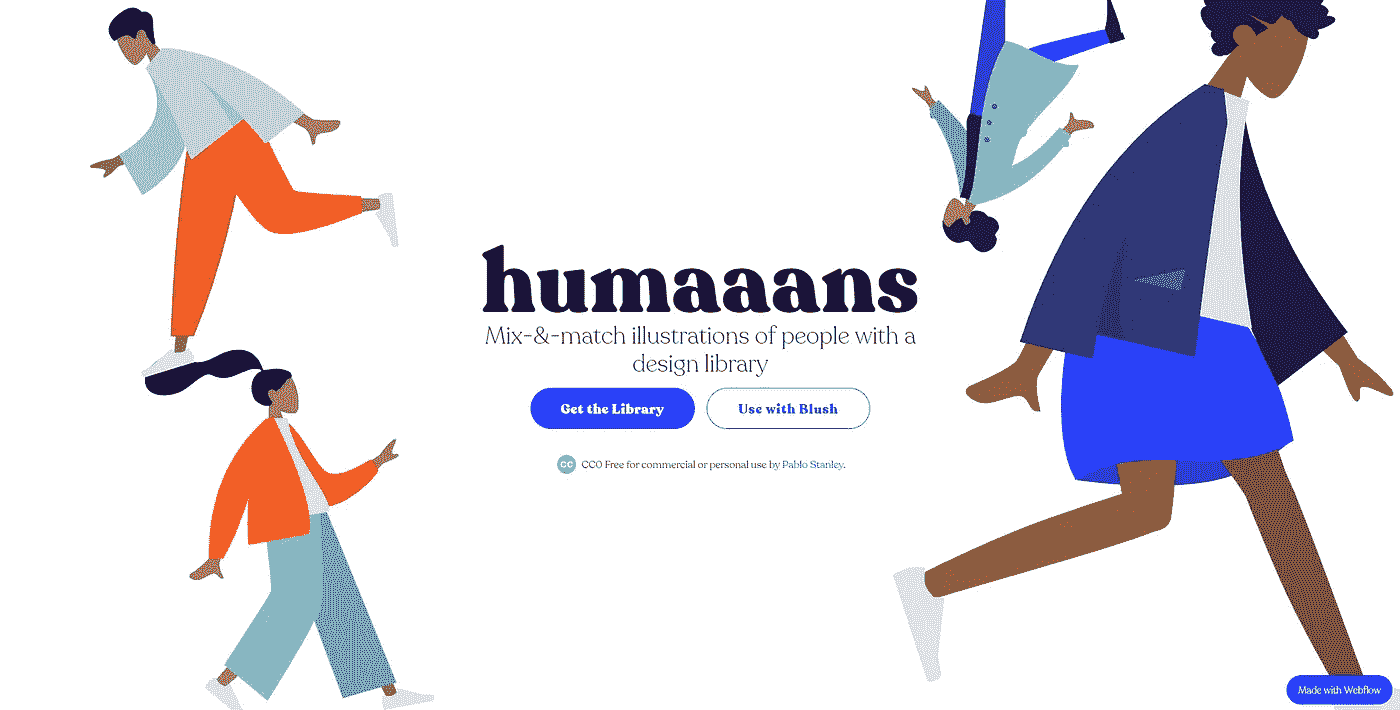 humaaans
Mix-&-match illustrations of people with a
design library
Get the Library
Use with Blush
CC
CC0 Free for commercial or personal use by Pablo Stanley.
Made with Webflow